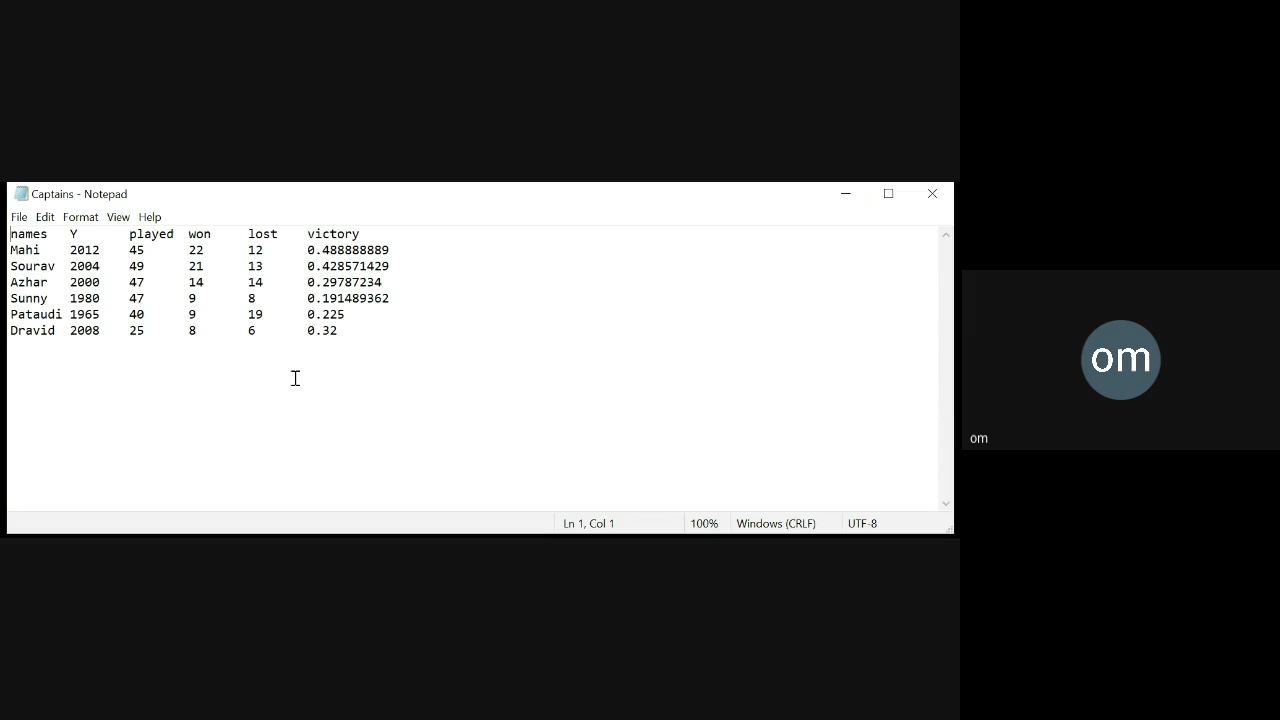 Captains - Notepad
File Edit Format View Help
names Y played won lost victory
Mahi 2012 45 22 12 0.488888889
Sourav 2004 49 21 13 0.428571429
Azhar 2000 47 14 14 0.29787234
Sunny 1980 47 9 8 0.191489362
Pataudi 1965 40 9 19 0.225
Dravid 2008 25 8 6 0.32
Ln 1, Col 1 100% Windows (CRLF) UTF-8
om
om